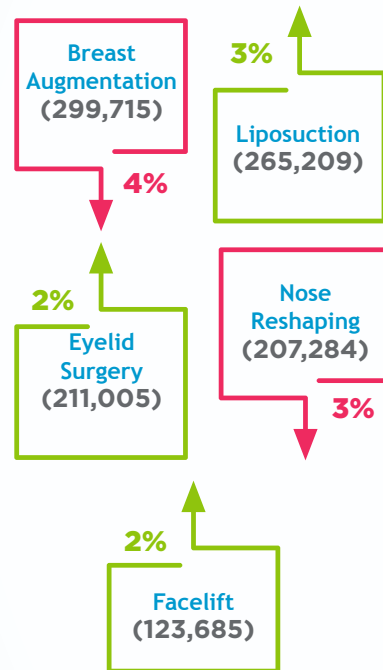 Breast
Augmentation
(299,715)
4%
3%
Liposuction
(265,209)
2%
Eyelid
Surgery
(211,005)
Nose
Reshaping
(207,284)
3%
2%
Facelift
(123,685)